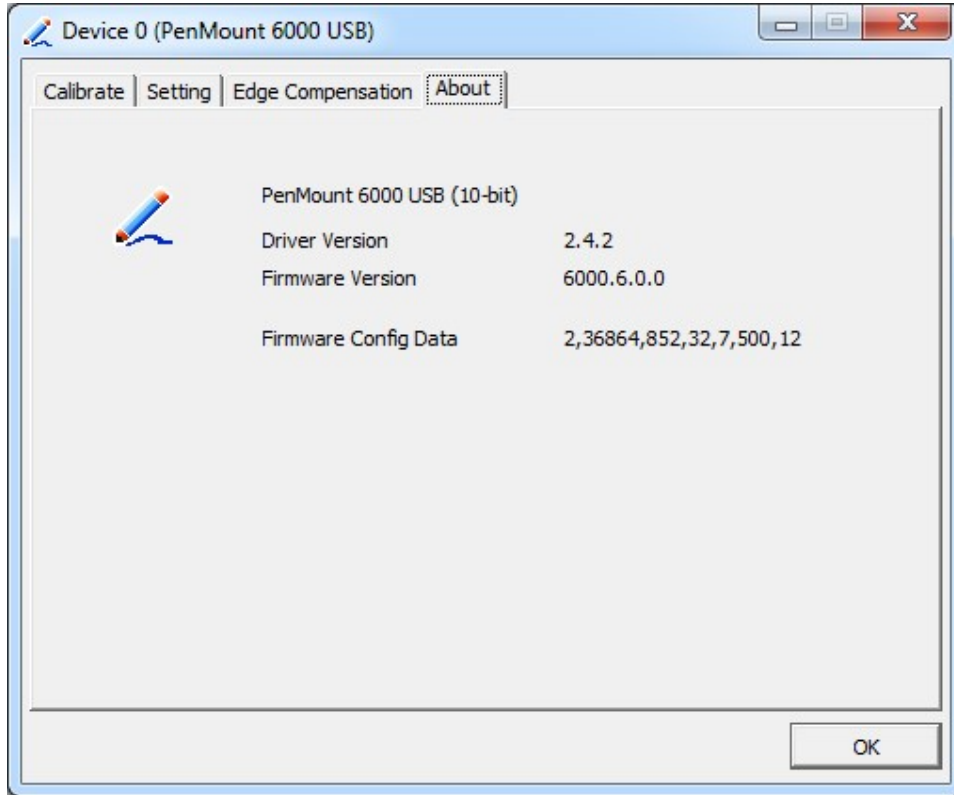 Device 0 (PenMount 6000 USB)
Calibrate Setting Edge Compensation About
PenMount 6000 USB (10-bit)
Driver Version 2.4.2
Firmware Version 6000.6.0.0
Firmware Config Data 2,36864,852,32,7,500,12
OK